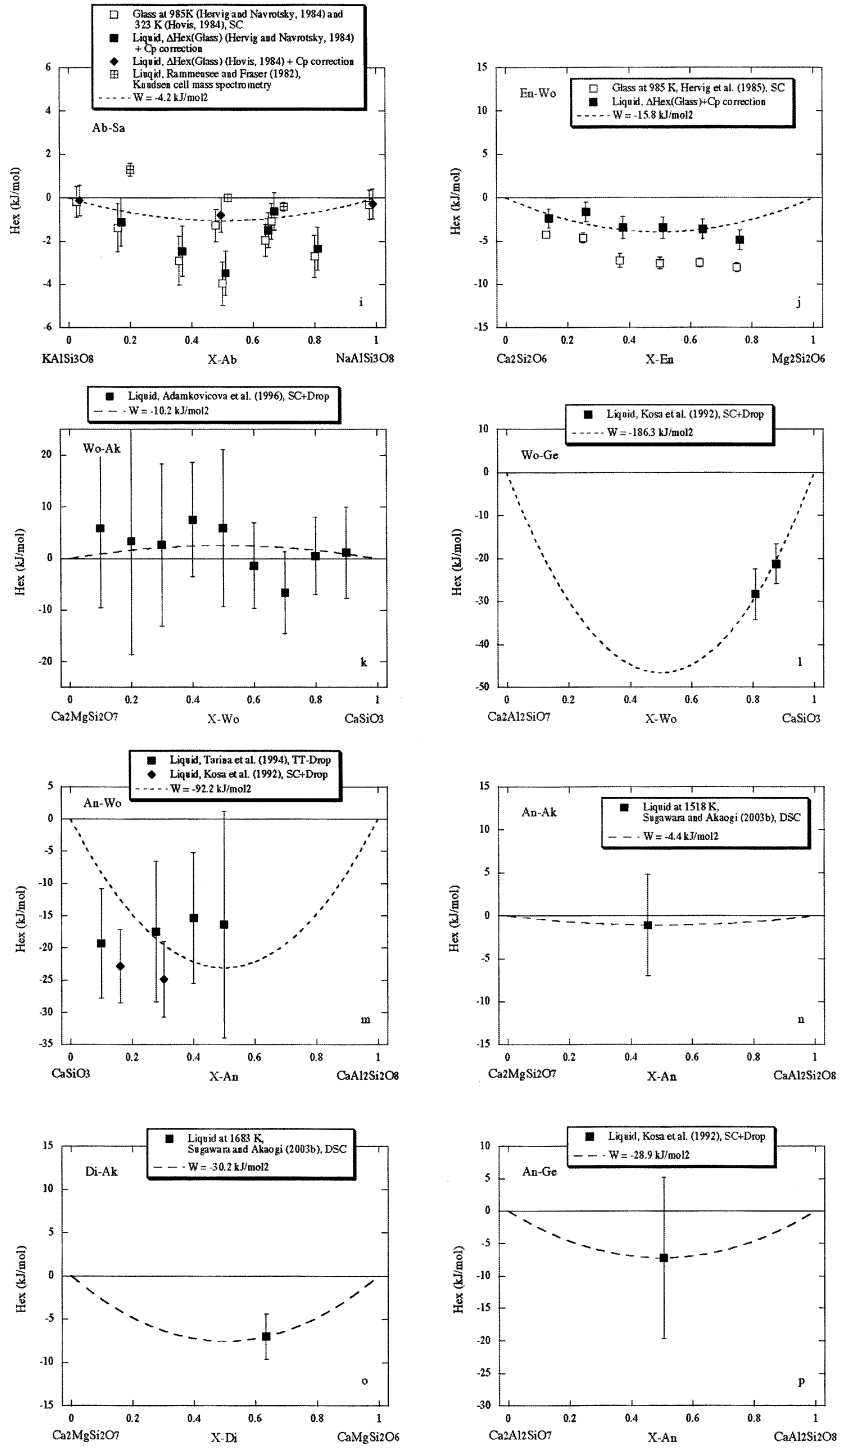 Glass at 985K (Hervig and Navrotsky, 1984) and
323 K (Hovis, 1984), SC
Liquid, ΔHex(Glass) (Hervig and Navrotsky, 1984)
+ Cp correction
Liquid, ΔHex(Glass) (Hovis, 1984) + Cp correction
Liuqid, Rammensee and Fraser (1982),
Knudsen cell mass spectrometry
W = -4.2 kJ/mol2
Ab-Sa
6
4
2
0
-2
-4
-6
Hex (kJ/mol)
i
0 0.2 0.4 0.6 0.8 1
KAlSi3O8 X-Ab NaAlSi3O8
Glass at 985 K, Hervig et al. (1985), SC
Liquid, ΔHex(Glass)+Cp correction
W = -15.8 kJ/mol2
En-Wo
15
10
5
0
-5
-10
-15
Hex (kJ/mol)
j
0 0.2 0.4 0.6 0.8 1
Ca2Si2O6 X-En Mg2Si2O6
Liquid, Adamkovicova et al. (1996), SC+Drop
W = -10.2 kJ/mol2
Wo-Ak
20
10
0
-10
-20
Hex (kJ/mol)
k
0 0.2 0.4 0.6 0.8 1
Ca2MgSi2O7 X-Wo CaSiO3
Liquid, Kosa et al. (1992), SC+Drop
W = -186.3 kJ/mol2
Wo-Ge
10
0
-10
-20
-30
-40
-50
Hex (kJ/mol)
l
0 0.2 0.4 0.6 0.8 1
Ca2Al2SiO7 X-Wo CaSiO3
Liquid, Tarina et al. (1994), TT-Drop
Liquid, Kosa et al. (1992), SC+Drop
W = -92.2 kJ/mol2
An-Wo
5
0
-5
-10
-15
-20
-25
-30
-35
Hex (kJ/mol)
m
0 0.2 0.4 0.6 0.8 1
CaSiO3 X-An CaAl2Si2O8
Liquid at 1518 K,
Sugawara and Akaogi (2003b), DSC
W = -4.4 kJ/mol2
An-Ak
15
10
5
0
-5
-10
-15
Hex (kJ/mol)
n
0 0.2 0.4 0.6 0.8 1
Ca2MgSi2O7 X-An CaAl2Si2O8
Liquid at 1683 K,
Sugawara and Akaogi (2003b), DSC
W = -30.2 kJ/mol2
Di-Ak
15
10
5
0
-5
-10
-15
Hex (kJ/mol)
o
0 0.2 0.4 0.6 0.8 1
Ca2MgSi2O7 X-Di CaMgSi2O6
Liquid, Kosa et al. (1992), SC+Drop
W = -28.9 kJ/mol2
An-Ge
10
5
0
-5
-10
-15
-20
-25
-30
Hex (kJ/mol)
p
0 0.2 0.4 0.6 0.8 1
Ca2Al2SiO7 X-An CaAl2Si2O8